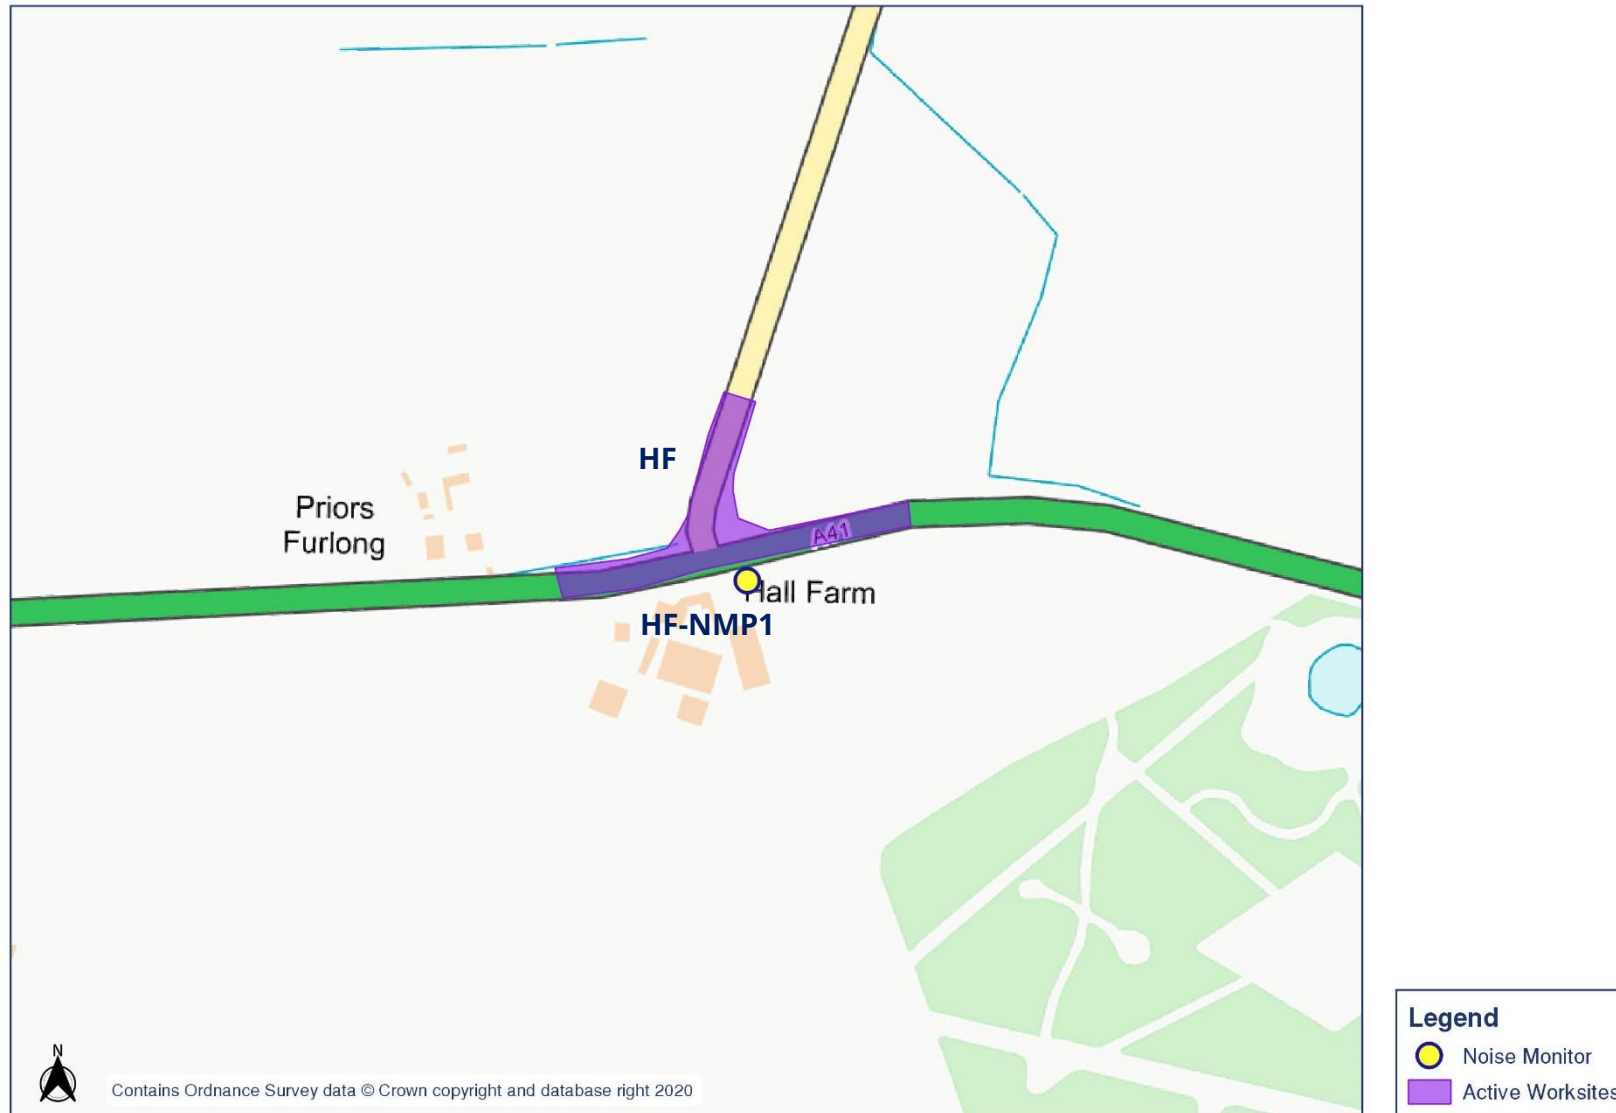 HF
Priors
Furlong
A41
Hall Farm
HF-NMP1
N
Contains Ordnance Survey data © Crown copyright and database right 2020
Legend
Noise Monitor
Active Worksites